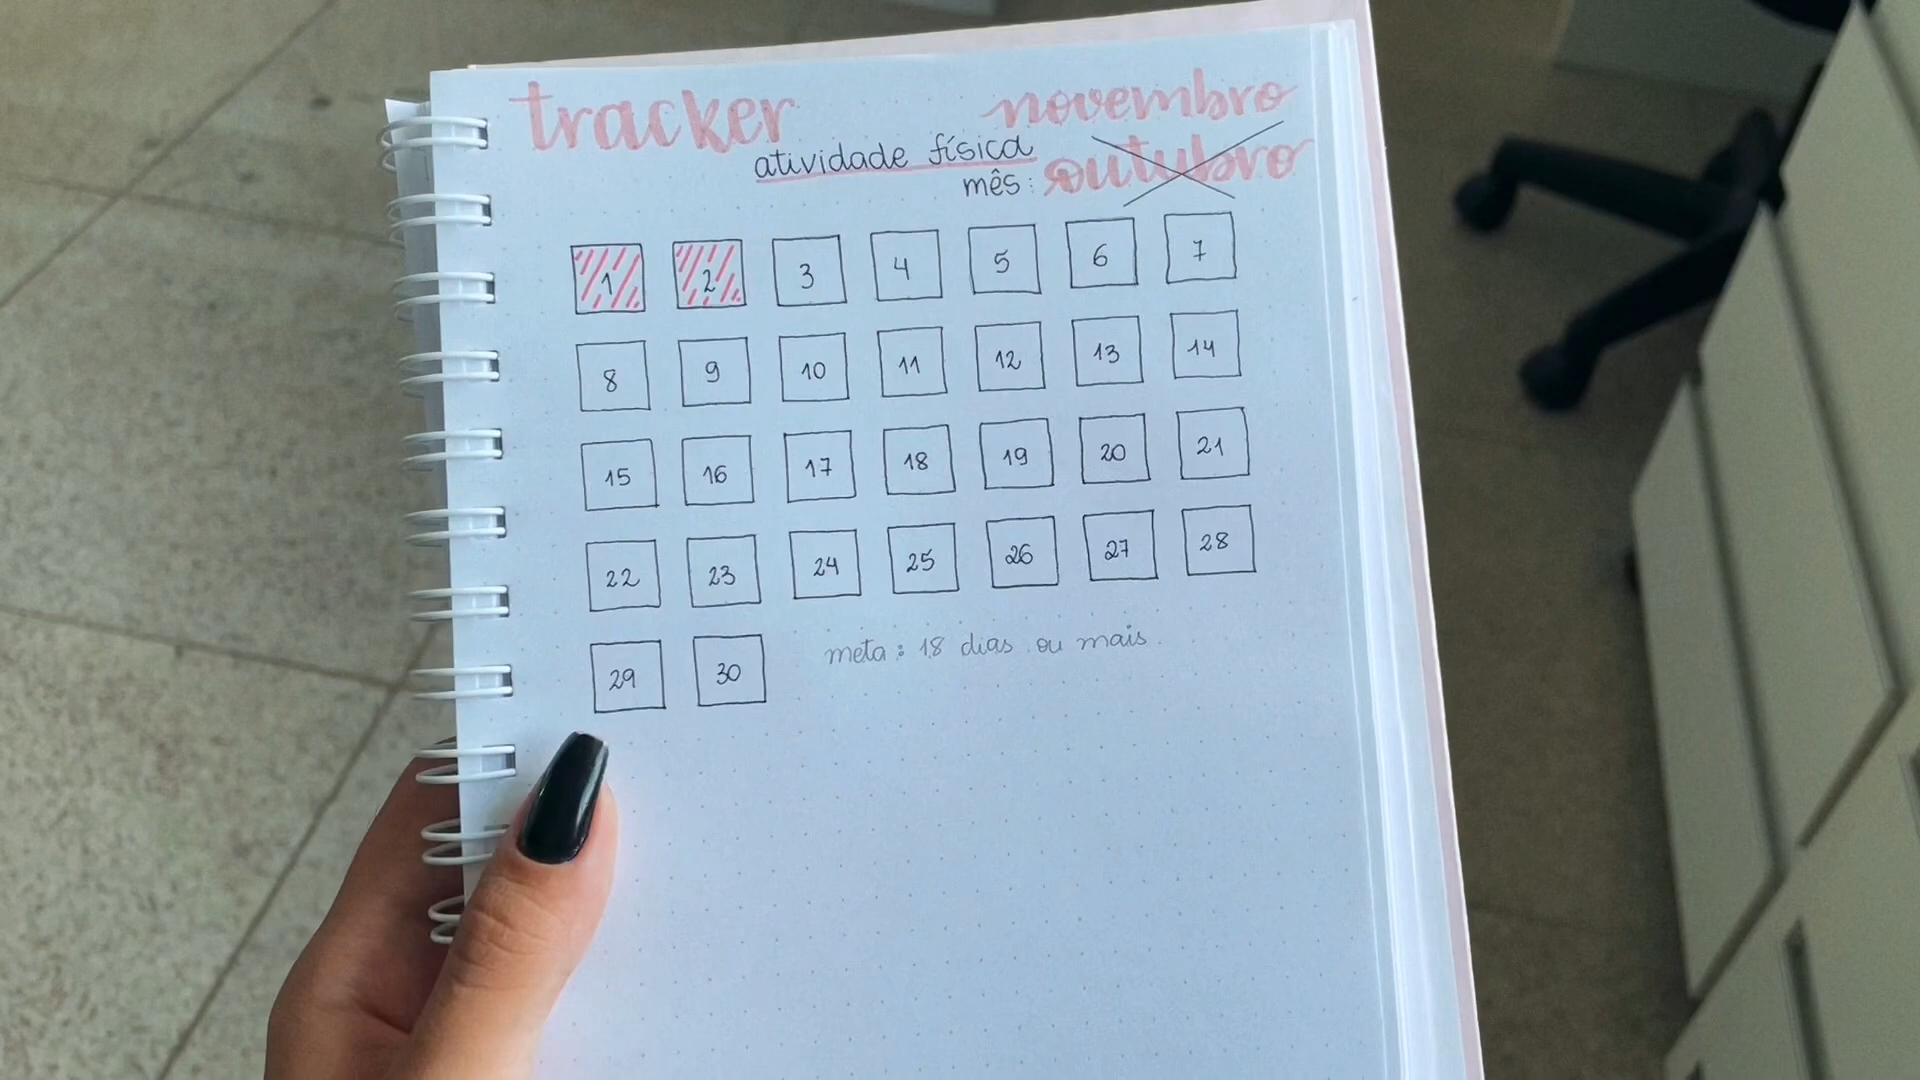 tracker
novembro
atividade física
mês: outubro
1 2 3 4 5 6 7
8 9 10 11 12 13 14
15 16 17 18 19 20 21
22 23 24 25 26 27 28
29 30
meta: 18 dias ou mais.